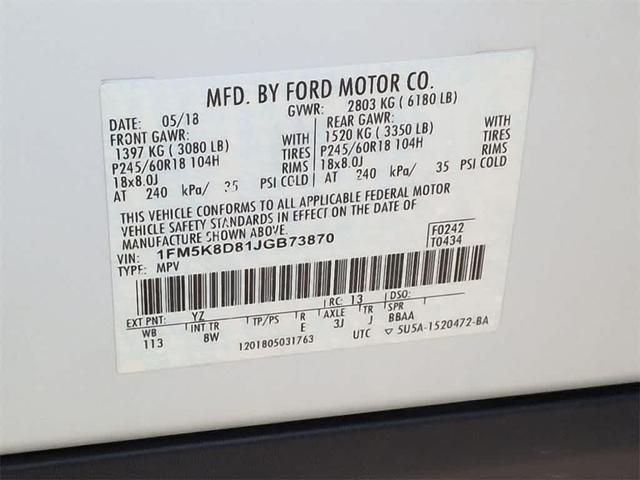 MFD. BY FORD MOTOR CO.
DATE: 05/18 GVWR: 2803 KG ( 6180 LB)
FRONT GAWR: REAR GAWR:
1397 KG ( 3080 LB) WITH 1520 KG ( 3350 LB) WITH
P245/60R18 104H TIRES P245/60R18 104H TIRES
18x8.0J RIMS 18x8.0J RIMS
AT 240 kPa/ 35 PSI COLD AT 240 kPa/ 35 PSI COLD
THIS VEHICLE CONFORMS TO ALL APPLICABLE FEDERAL MOTOR
VEHICLE SAFETY STANDARDS IN EFFECT ON THE DATE OF
MANUFACTURE SHOWN ABOVE.
VIN: 1FM5K8D81JGB73870 F0242
TYPE: MPV T0434
EXT PNT: YZ RC: 13 DSO:
WB INT TR TP/PS R AXLE TR SPR
113 8W E 3J J BBAA
1201805031763 UTC ▽ 5U5A-1520472-BA